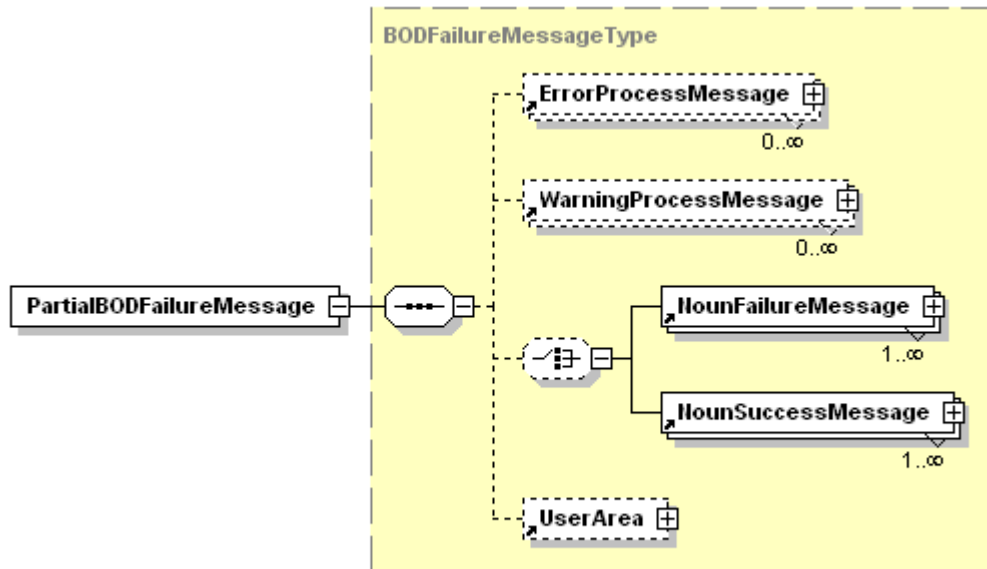 BODFailureMessageType
ErrorProcessMessage
0..∞
WarningProcessMessage
0..∞
PartialBODFailureMessage
NounFailureMessage
1..∞
NounSuccessMessage
1..∞
UserArea